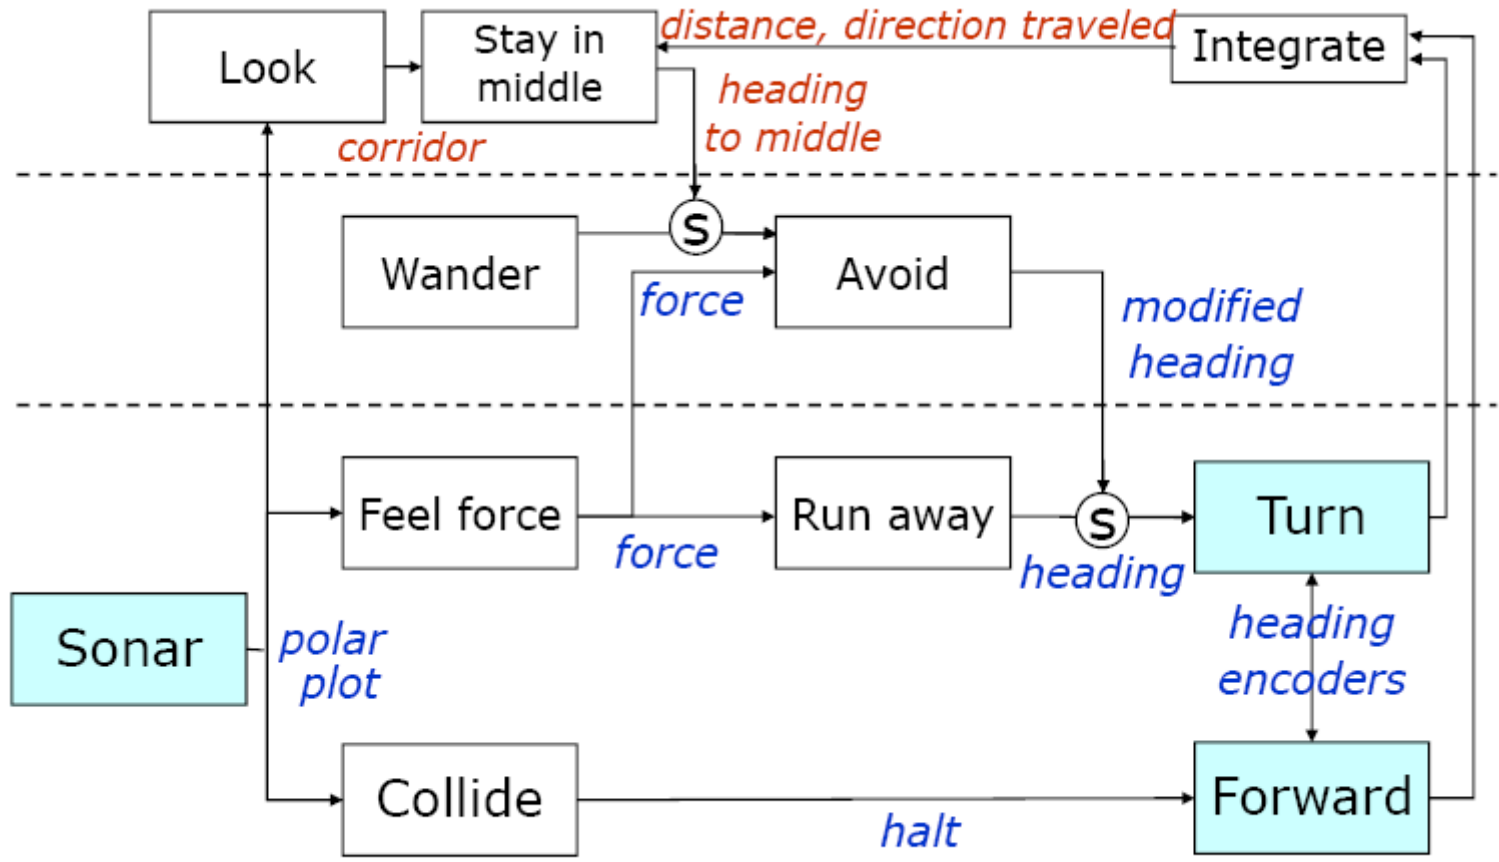 Look
Stay in
middle
distance, direction traveled
Integrate
heading
to middle
corridor
S
Wander
Avoid
force
modified
heading
Feel force
force
Run away
S
heading
Turn
Sonar
polar
plot
heading
encoders
Collide
halt
Forward